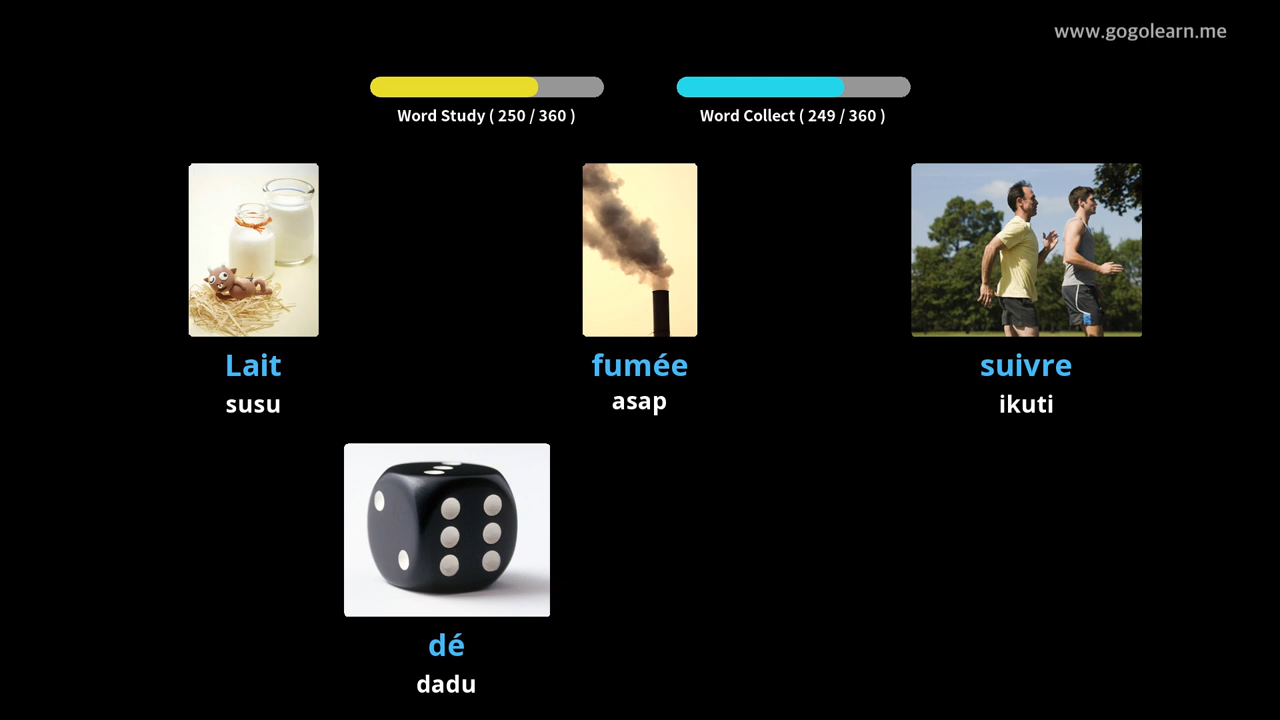 www.gogolearn.me
Word Study ( 250 / 360 )
Word Collect ( 249 / 360 )
Lait
susu
fumée
asap
suivre
ikuti
dé
dadu